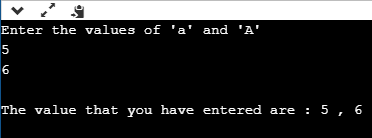 Enter the values of 'a' and 'A'
5
6
The value that you have entered are : 5 , 6